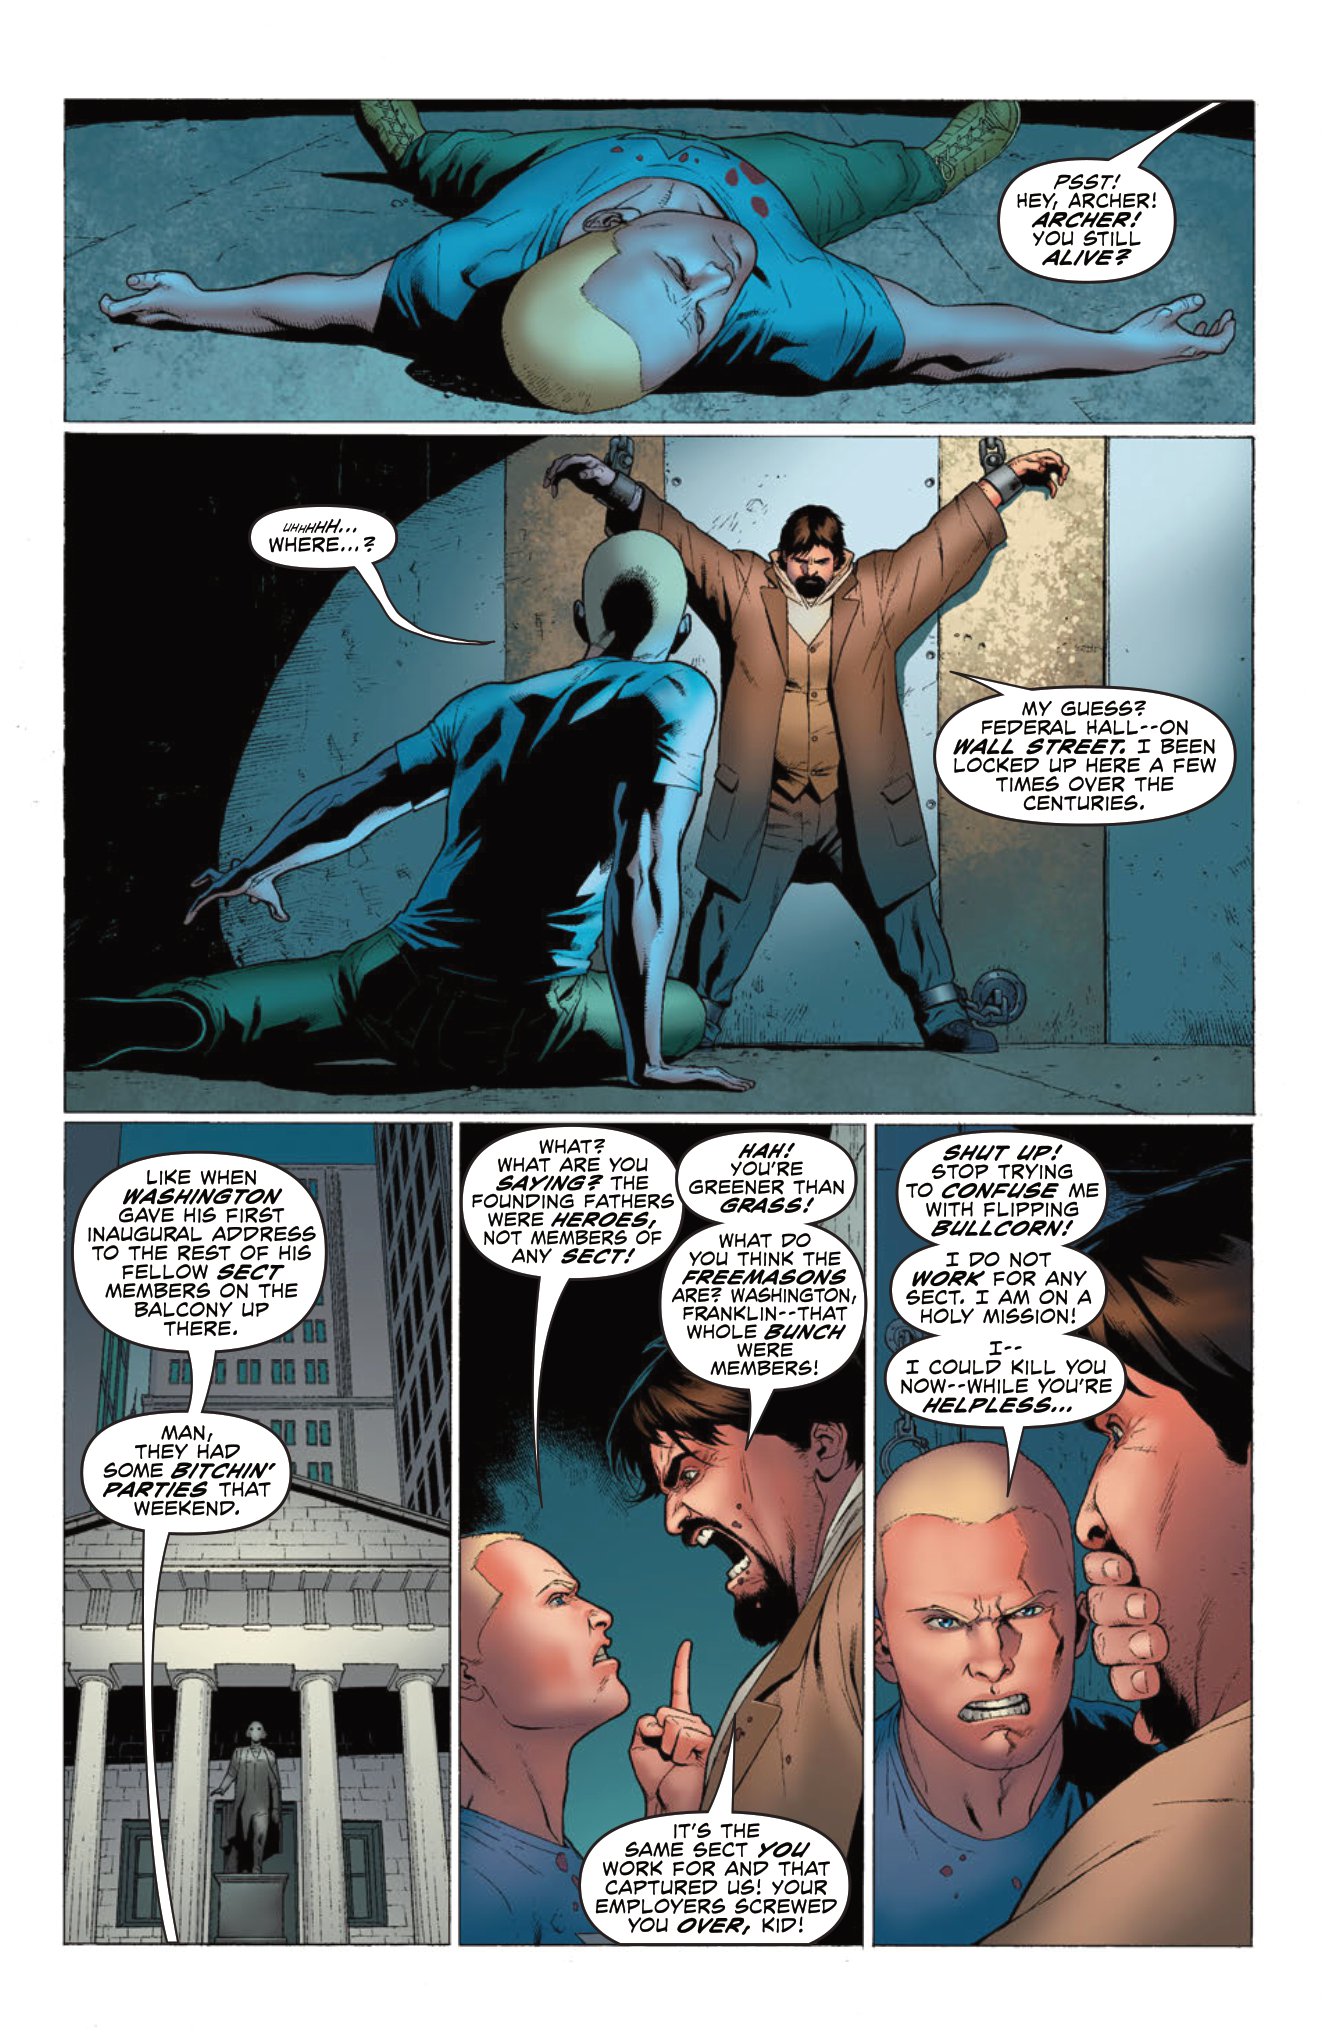 PSST!
HEY, ARCHER!
ARCHER!
YOU STILL
ALIVE?
UHHHHH...
WHERE...?
MY GUESS?
FEDERAL HALL--ON
WALL STREET. I BEEN
LOCKED UP HERE A FEW
TIMES OVER THE
CENTURIES.
LIKE WHEN
WASHINGTON
GAVE HIS FIRST
INAUGURAL ADDRESS
TO THE REST OF HIS
FELLOW SECT
MEMBERS ON THE
BALCONY UP
THERE.
MAN,
THEY HAD
SOME BITCHIN'
PARTIES THAT
WEEKEND.
WHAT?
WHAT ARE YOU
SAYING? THE
FOUNDING FATHERS
WERE HEROES,
NOT MEMBERS OF
ANY SECT!
HAH!
YOU'RE
GREENER THAN
GRASS!
WHAT DO
YOU THINK THE
FREEMASONS
ARE? WASHINGTON,
FRANKLIN--THAT
WHOLE BUNCH
WERE
MEMBERS!
IT'S THE
SAME SECT YOU
WORK FOR AND THAT
CAPTURED US! YOUR
EMPLOYERS SCREWED
YOU OVER, KID!
SHUT UP!
STOP TRYING
TO CONFUSE ME
WITH FLIPPING
BULLCORN!
I DO NOT
WORK FOR ANY
SECT. I AM ON A
HOLY MISSION!
I--
I COULD KILL YOU
NOW--WHILE YOU'RE
HELPLESS...